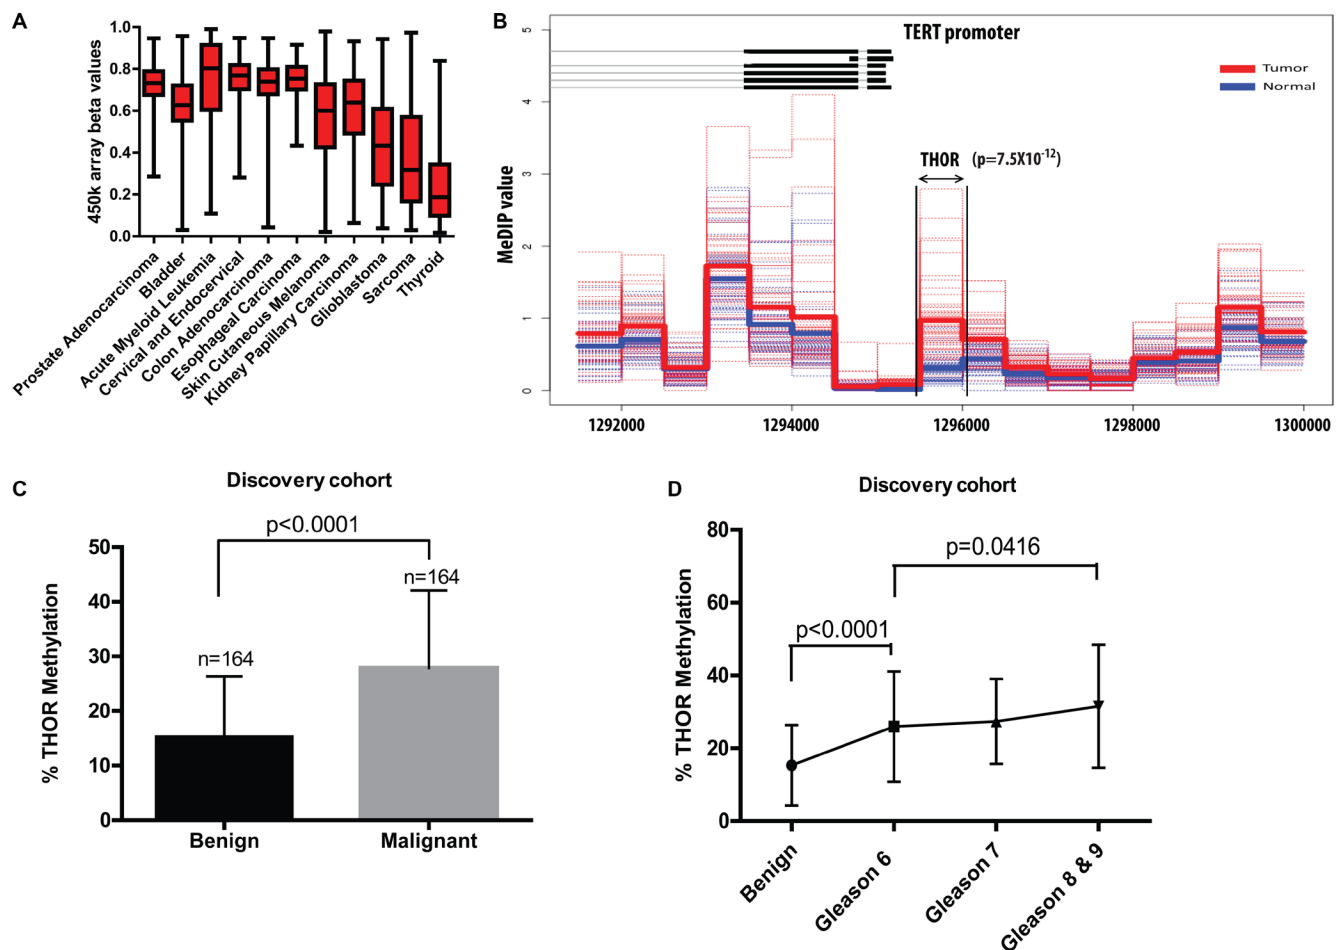 A
450k array beta values
1.0
0.8
0.6
0.4
0.2
0.0
Prostate Adenocarcinoma
Bladder
Acute Myeloid Leukemia
Cervical and Endocervical
Colon Adenocarcinoma
Esophageal Carcinoma
Skin Cutaneous Melanoma
Kidney Papillary Carcinoma
Glioblastoma
Sarcoma
Thyroid
B
TERT promoter
Tumor
Normal
THOR (p=7.5X10⁻¹²)
MeDIP value
5
4
3
2
1
0
1292000 1294000 1296000 1298000 1300000
C
Discovery cohort
p<0.0001
n=164
n=164
% THOR Methylation
50
40
30
20
10
0
Benign Malignant
D
Discovery cohort
p=0.0416
p<0.0001
% THOR Methylation
80
60
40
20
0
Benign
Gleason 6
Gleason 7
Gleason 8 & 9